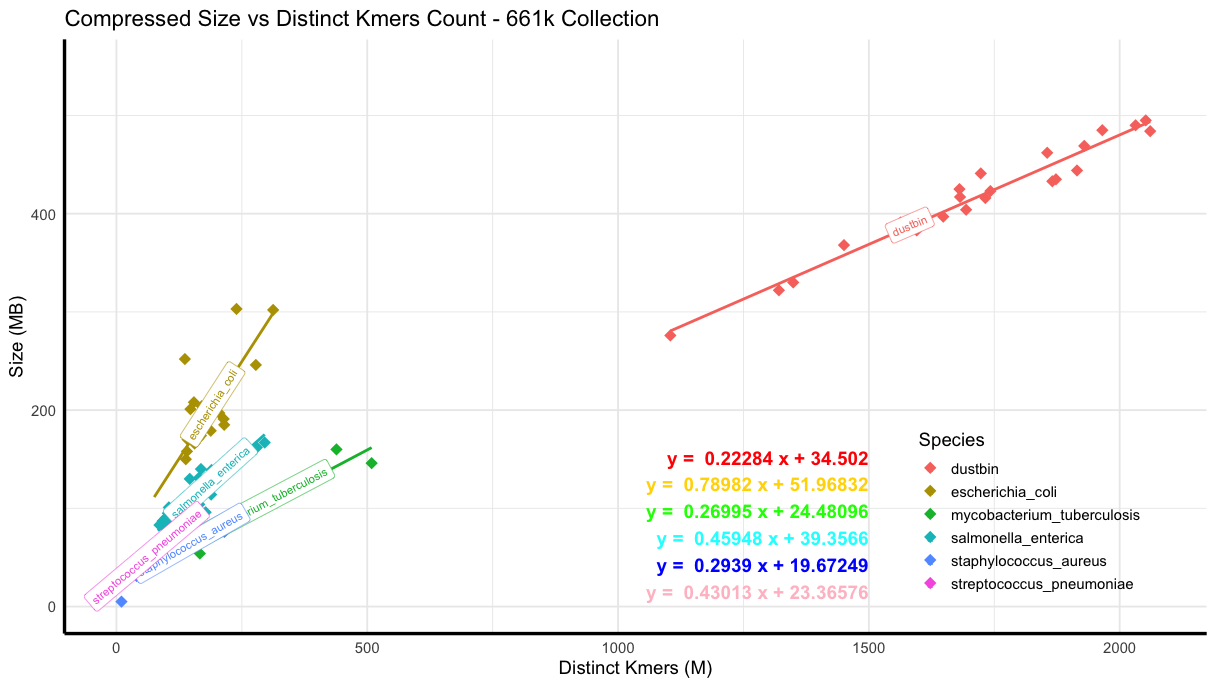 Compressed Size vs Distinct Kmers Count - 661k Collection
Size (MB)
400
200
0
0
500
1000
1500
2000
Distinct Kmers (M)
dustbin
escherichia_coli
salmonella_enterica
rium_tuberculosis
staphylococcus_aureus
streptococcus_pneumoniae
y = 0.22284 x + 34.502
y = 0.78982 x + 51.96832
y = 0.26995 x + 24.48096
y = 0.45948 x + 39.3566
y = 0.2939 x + 19.67249
y = 0.43013 x + 23.36576
Species
dustbin
escherichia_coli
mycobacterium_tuberculosis
salmonella_enterica
staphylococcus_aureus
streptococcus_pneumoniae